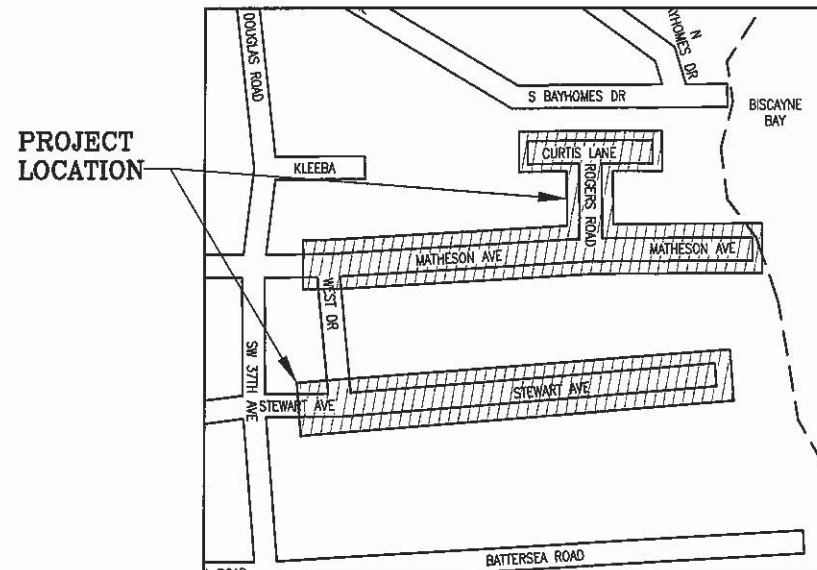 DOUGLAS ROAD
N
BAYHOMES DR
S BAYHOMES DR
BISCAYNE
BAY
PROJECT
LOCATION
KLEEBA
CURTIS LANE
ROGERS ROAD
MATHESON AVE
MATHESON AVE
WEST DR
SW 37TH AVE
STEWART AVE
STEWART AVE
BATTERSEA ROAD
ROAD